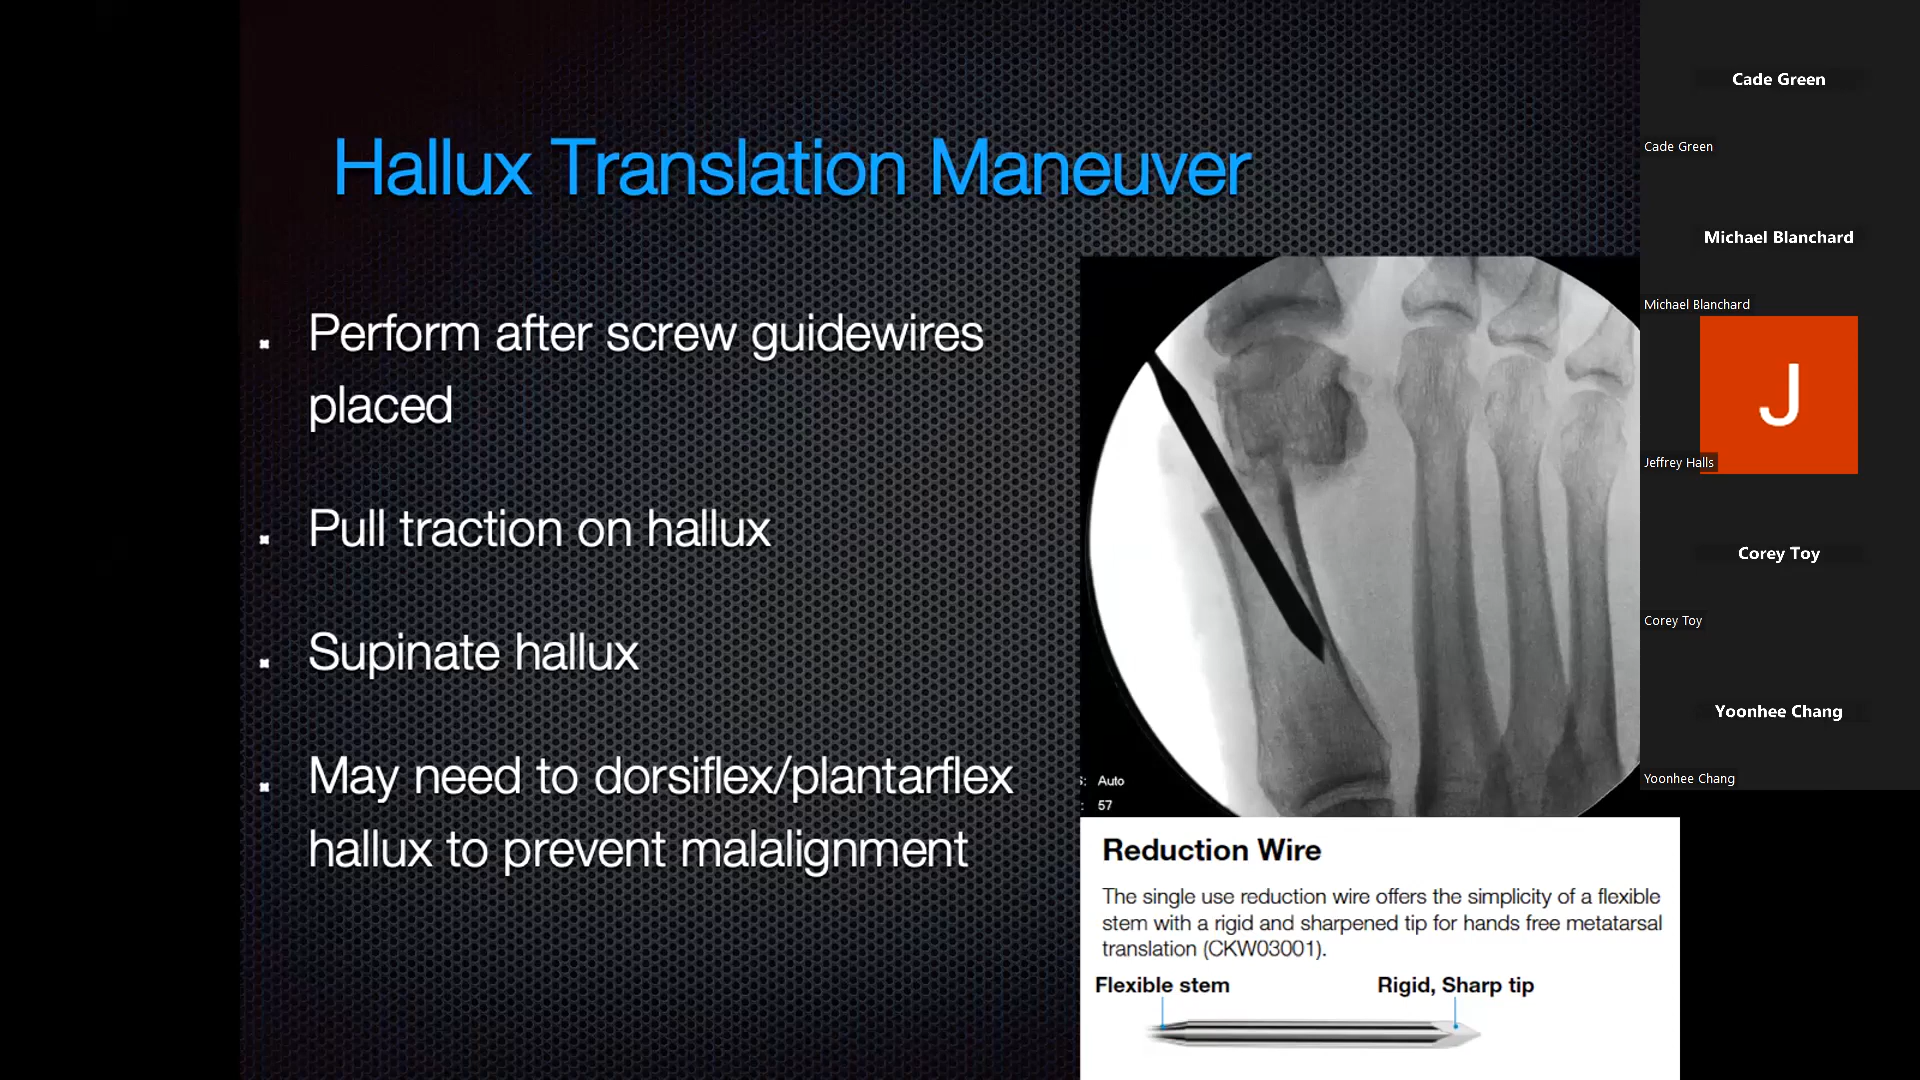 Hallux Translation Maneuver
Perform after screw guidewires
placed
Pull traction on hallux
Supinate hallux
May need to dorsiflex/plantarflex
hallux to prevent malalignment
S: Auto
: 57
Reduction Wire
The single use reduction wire offers the simplicity of a flexible
stem with a rigid and sharpened tip for hands free metatarsal
translation (CKW03001).
Flexible stem
Rigid, Sharp tip
Cade Green
Cade Green
Michael Blanchard
Michael Blanchard
J
Jeffrey Halls
Corey Toy
Corey Toy
Yoonhee Chang
Yoonhee Chang